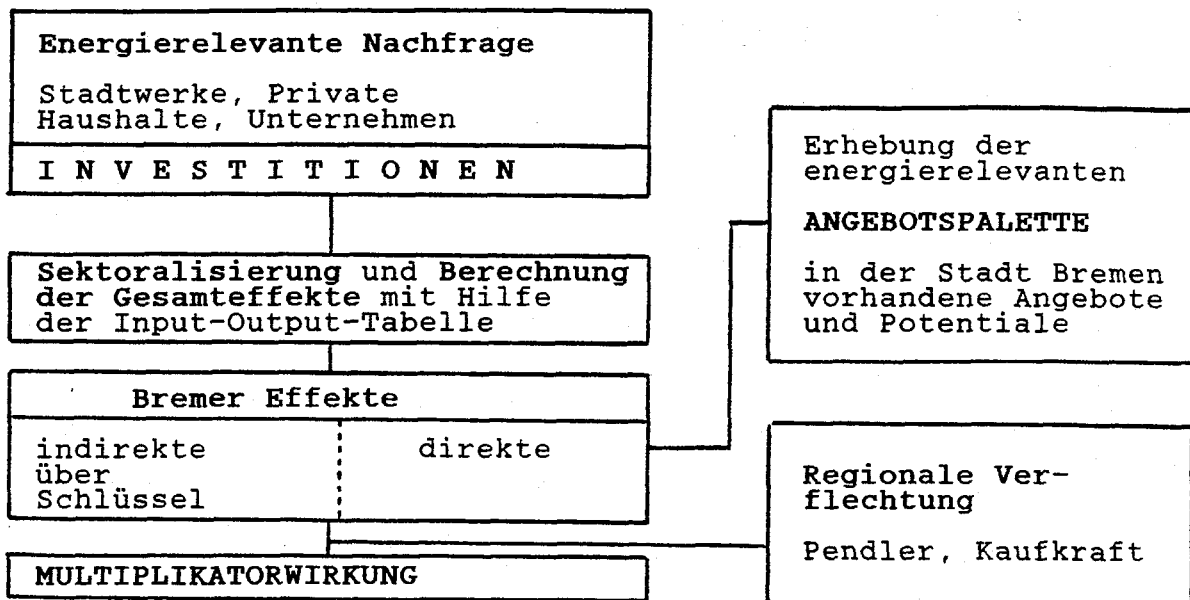 Energierelevante Nachfrage
Stadtwerke, Private
Haushalte, Unternehmen
I N V E S T I T I O N E N
Sektoralisierung und Berechnung
der Gesamteffekte mit Hilfe
der Input-Output-Tabelle
Bremer Effekte
indirekte
über
Schlüssel
direkte
MULTIPLIKATORWIRKUNG
Erhebung der
energierelevanten
ANGEBOTSPALETTE
in der Stadt Bremen
vorhandene Angebote
und Potentiale
Regionale Ver-
flechtung
Pendler, Kaufkraft